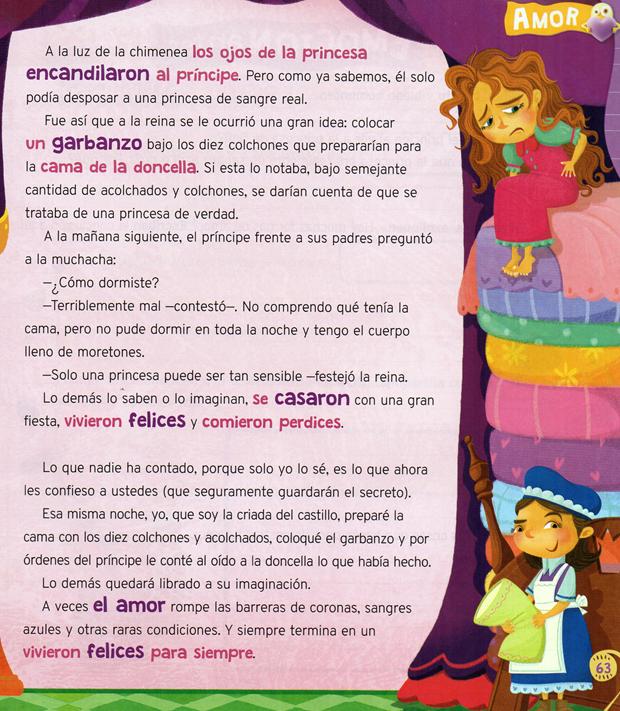 AMOR
A la luz de la chimenea los ojos de la princesa
encandilaron al príncipe. Pero como ya sabemos, él solo
podía desposar a una princesa de sangre real.
Fue así que a la reina se le ocurrió una gran idea: colocar
un garbanzo bajo los diez colchones que prepararían para
la cama de la doncella. Si esta lo notaba, bajo semejante
cantidad de acolchados y colchones, se darían cuenta de que se
trataba de una princesa de verdad.
A la mañana siguiente, el príncipe frente a sus padres preguntó
a la muchacha:
—¿Cómo dormiste?
—Terriblemente mal —contestó—. No comprendo qué tenía la
cama, pero no pude dormir en toda la noche y tengo el cuerpo
lleno de moretones.
—Solo una princesa puede ser tan sensible —festejó la reina.
Lo demás lo saben o lo imaginan, se casaron con una gran
fiesta, vivieron felices y comieron perdices.
Lo que nadie ha contado, porque solo yo lo sé, es lo que ahora
les confieso a ustedes (que seguramente guardarán el secreto).
Esa misma noche, yo, que soy la criada del castillo, preparé la
cama con los diez colchones y acolchados, coloqué el garbanzo y por
órdenes del príncipe le conté al oído a la doncella lo que había hecho.
Lo demás quedará librado a su imaginación.
A veces el amor rompe las barreras de coronas, sangres
azules y otras raras condiciones. Y siempre termina en un
vivieron felices para siempre.
63